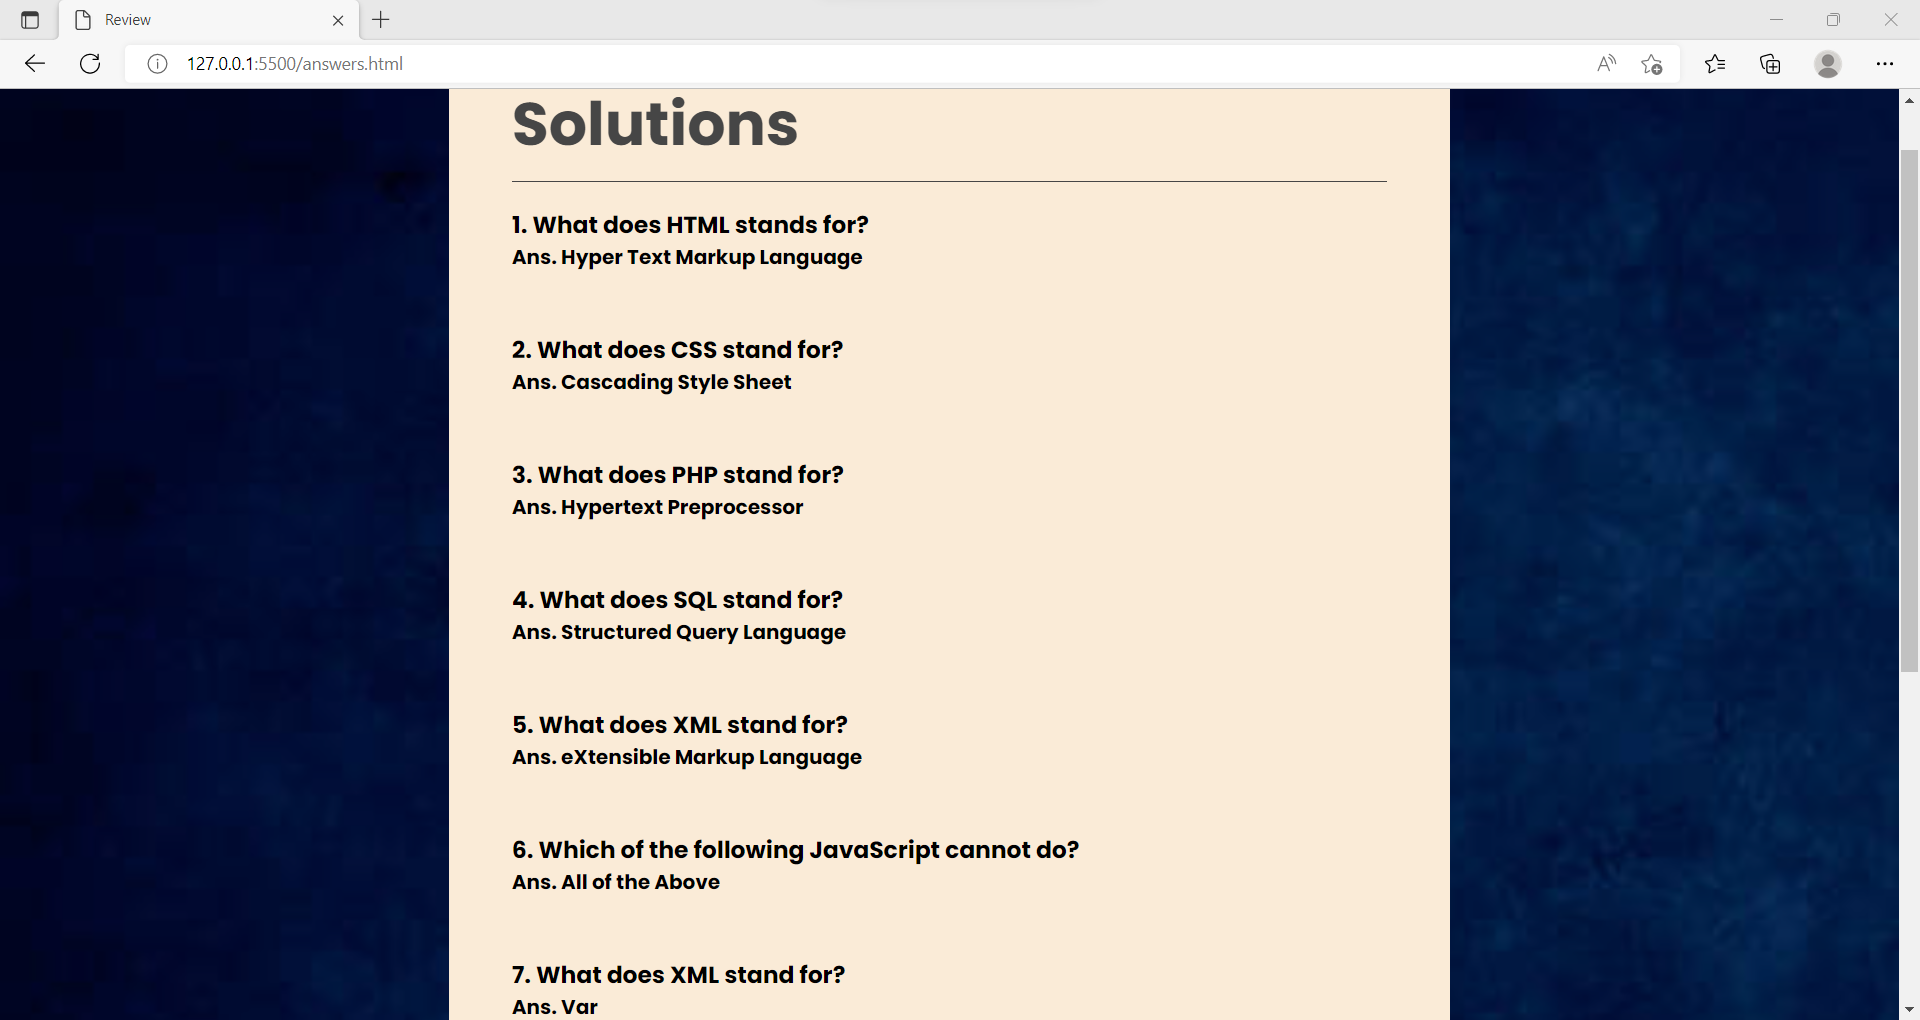 Review
127.0.0.1:5500/answers.html
Solutions
1. What does HTML stands for?
Ans. Hyper Text Markup Language
2. What does CSS stand for?
Ans. Cascading Style Sheet
3. What does PHP stand for?
Ans. Hypertext Preprocessor
4. What does SQL stand for?
Ans. Structured Query Language
5. What does XML stand for?
Ans. eXtensible Markup Language
6. Which of the following JavaScript cannot do?
Ans. All of the Above
7. What does XML stand for?
Ans. Var